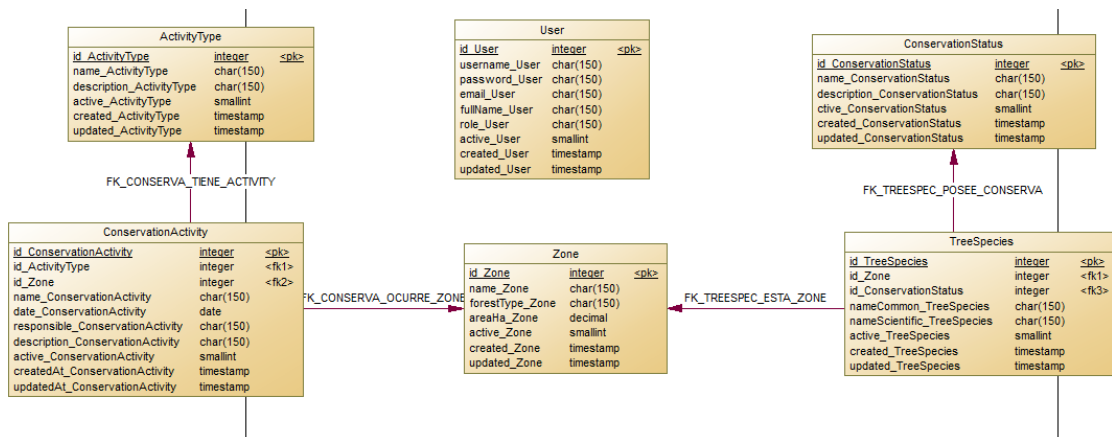 ActivityType
id_ActivityType integer <pk>
name_ActivityType char(150)
description_ActivityType char(150)
active_ActivityType smallint
created_ActivityType timestamp
updated_ActivityType timestamp
User
id_User integer <pk>
username_User char(150)
password_User char(150)
email_User char(150)
fullName_User char(150)
role_User char(150)
active_User smallint
created_User timestamp
updated_User timestamp
ConservationStatus
id_ConservationStatus integer <pk>
name_ConservationStatus char(150)
description_ConservationStatus char(150)
ctive_ConservationStatus smallint
created_ConservationStatus timestamp
updated_ConservationStatus timestamp
FK_CONSERVA_TIENE_ACTIVITY
FK_TREESPEC_POSEE_CONSERVA
ConservationActivity
id_ConservationActivity integer <pk>
id_ActivityType integer <fk1>
id_Zone integer <fk2>
name_ConservationActivity char(150)
date_ConservationActivity date
responsible_ConservationActivity char(150)
description_ConservationActivity char(150)
active_ConservationActivity smallint
createdAt_ConservationActivity timestamp
updatedAt_ConservationActivity timestamp
FK_CONSERVA_OCURRE_ZONE
Zone
id_Zone integer <pk>
name_Zone char(150)
forestType_Zone char(150)
areaHa_Zone decimal
active_Zone smallint
created_Zone timestamp
updated_Zone timestamp
FK_TREESPEC_ESTA_ZONE
TreeSpecies
id_TreeSpecies integer <pk>
id_Zone integer <fk1>
id_ConservationStatus integer <fk3>
nameCommon_TreeSpecies char(150)
nameScientific_TreeSpecies char(150)
active_TreeSpecies smallint
created_TreeSpecies timestamp
updated_TreeSpecies timestamp